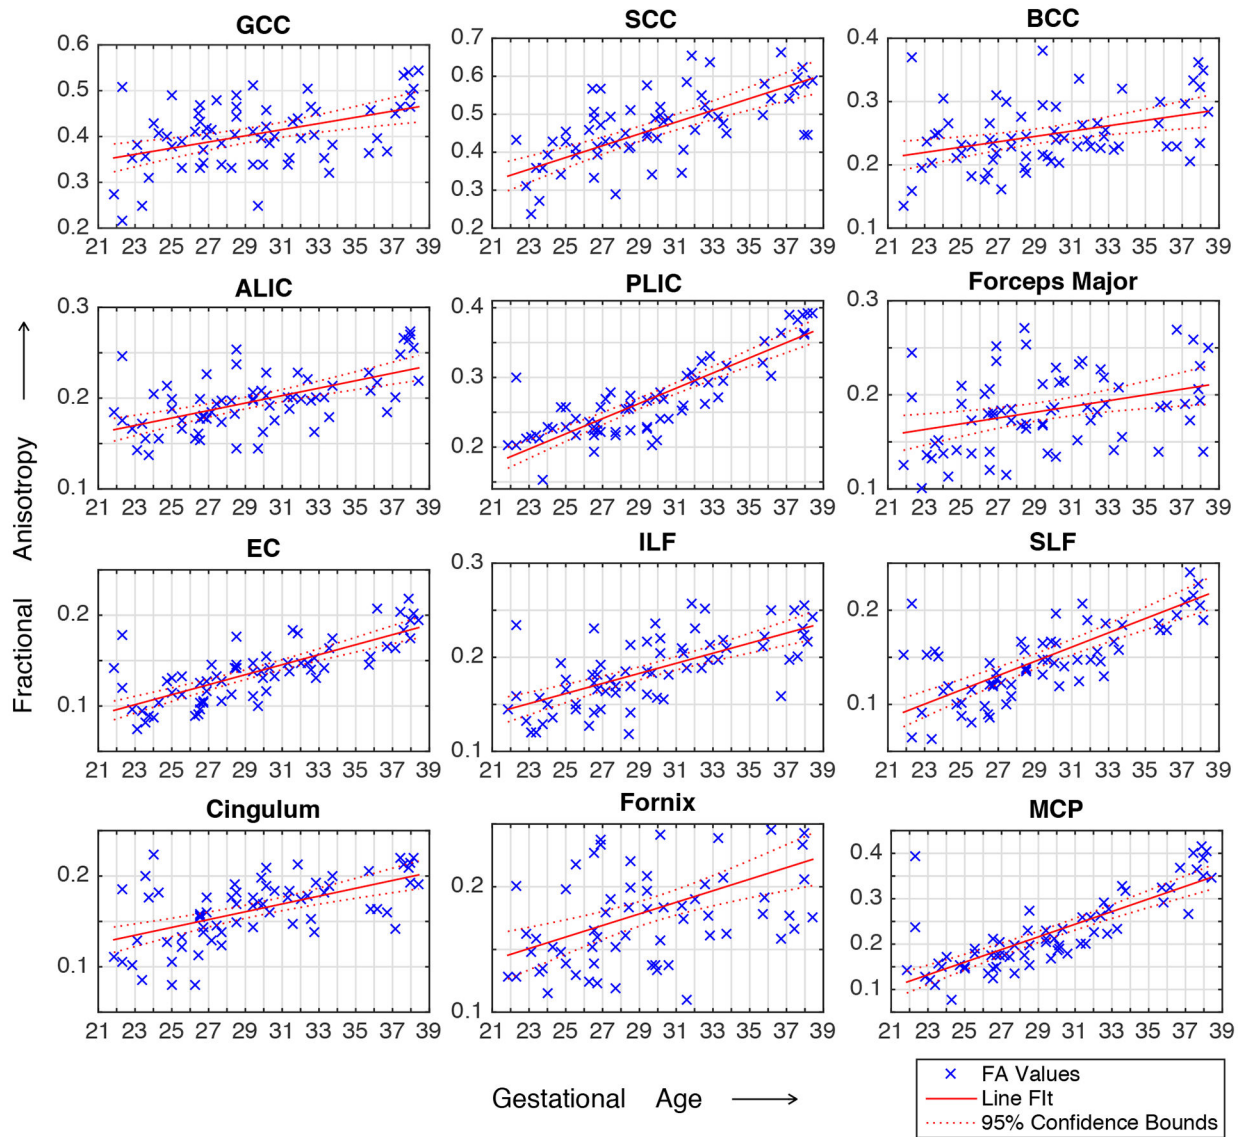 GCC
SCC
BCC
0.6
0.5
0.4
0.3
0.2
21 23 25 27 29 31 33 35 37 39
0.7
0.6
0.5
0.4
0.3
0.2
21 23 25 27 29 31 33 35 37 39
0.4
0.3
0.2
0.1
21 23 25 27 29 31 33 35 37 39
ALIC
PLIC
Forceps Major
0.3
0.2
0.1
21 23 25 27 29 31 33 35 37 39
0.4
0.3
0.2
21 23 25 27 29 31 33 35 37 39
0.3
0.2
0.1
21 23 25 27 29 31 33 35 37 39
EC
ILF
SLF
0.2
0.1
21 23 25 27 29 31 33 35 37 39
0.3
0.2
0.1
21 23 25 27 29 31 33 35 37 39
0.2
0.1
21 23 25 27 29 31 33 35 37 39
Cingulum
Fornix
MCP
0.2
0.1
21 23 25 27 29 31 33 35 37 39
0.2
0.1
21 23 25 27 29 31 33 35 37 39
0.4
0.3
0.2
0.1
21 23 25 27 29 31 33 35 37 39
Fractional Anisotropy
Gestational Age
FA Values
Line FIt
95% Confidence Bounds